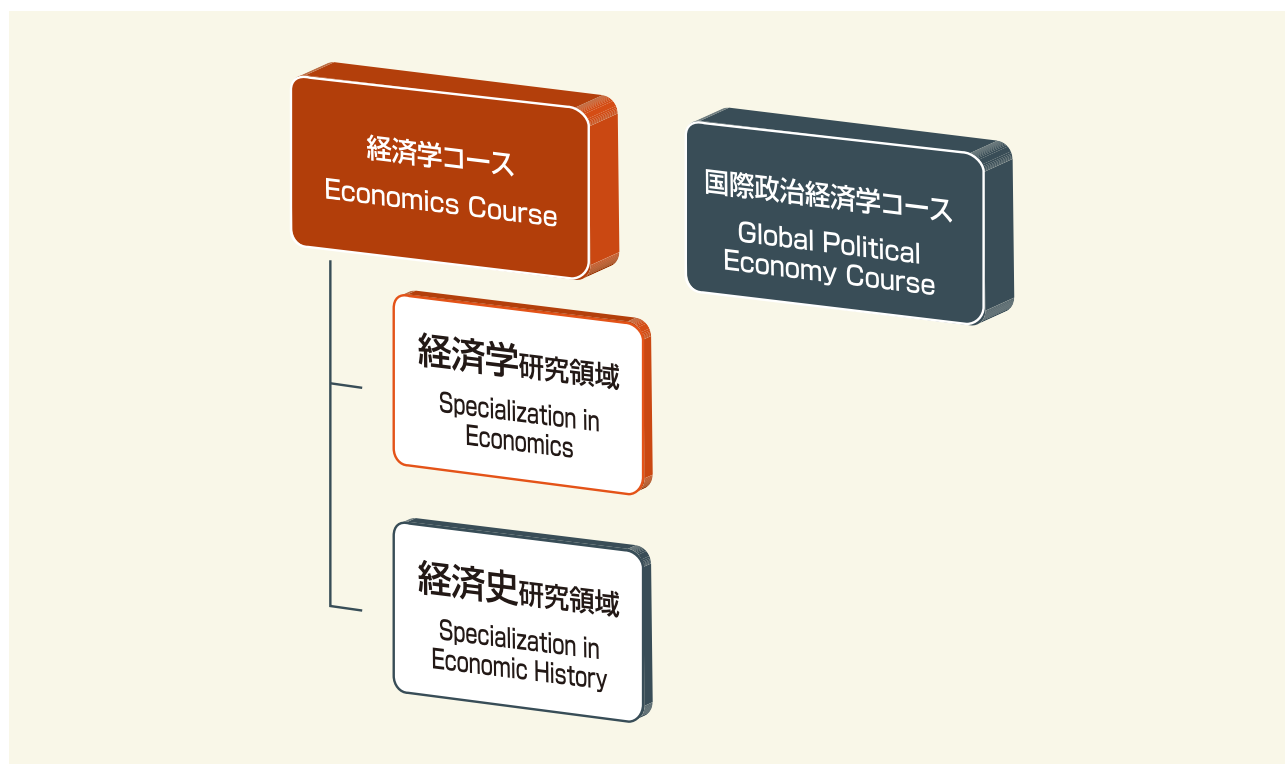 経済学コース
Economics Course
国際政治経済学コース
Global Political
Economy Course
経済学研究領域
Specialization in
Economics
経済史研究領域
Specialization in
Economic History